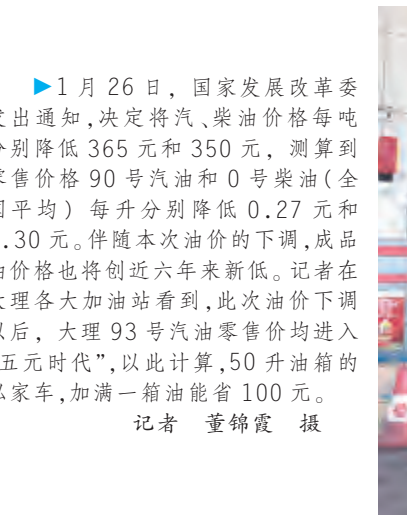 ▶1 月 26 日，国家发展改革委
发出通知,决定将汽、柴油价格每吨
分别降低 365 元和 350 元，测算到
零售价格 90 号汽油和 0 号柴油(全
国平均）每升分别降低 0.27 元和
.30 元。伴随本次油价的下调,成品
油价格也将创近六年来新低。记者在
大理各大加油站看到,此次油价下调
以后，大理 93 号汽油零售价均进入
“五元时代”,以此计算,50 升油箱的
私家车,加满一箱油能省 100 元。
记者　董锦霞　摄